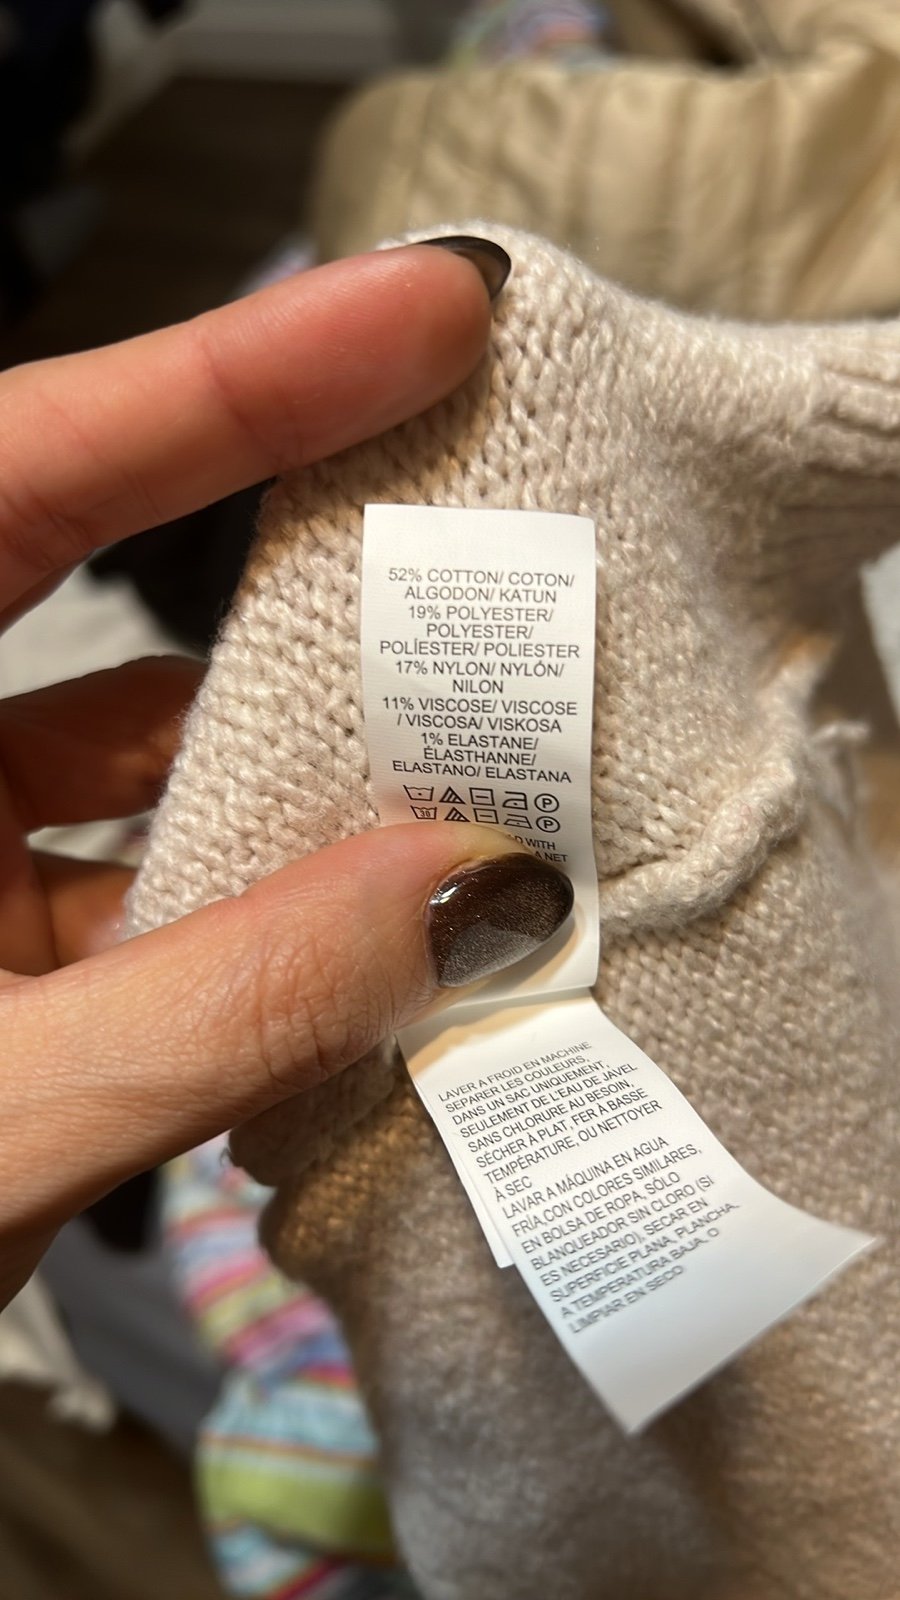 52% COTTON/ COTON/
ALGODON/ KATUN
19% POLYESTER/
POLYESTER/
POLÍESTER/ POLIESTER
17% NYLON/ NYLÓN/
NILON
11% VISCOSE/ VISCOSE
/ VISCOSA/ VISKOSA
1% ELASTANE/
ÉLASTHANNE/
ELASTANO/ ELASTANA
P
30 P
WITH
A NET
LAVER A FROID EN MACHINE
SEPARER LES COULEURS,
DANS UN SAC UNIQUEMENT,
SEULEMENT DE L'EAU DE JAVEL
SANS CHLORURE AU BESOIN,
SÉCHER À PLAT, FER À BASSE
TEMPÉRATURE, OU NETTOYER
À SEC
LAVAR A MÁQUINA EN AGUA
FRÍA,CON COLORES SIMILARES,
EN BOLSA DE ROPA, SÓLO
BLANQUEADOR SIN CLORO (SI
ES NECESARIO), SECAR EN
SUPERFICIE PLANA, PLANCHA,
A TEMPERATURA BAJA, O
LIMPIAR EN SECO